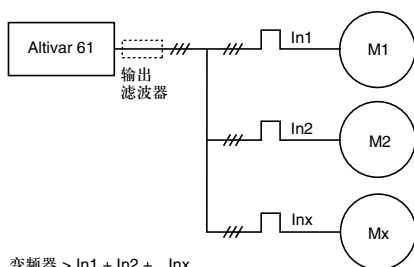 Altivar 61
输出
滤波器
In1
M1
In2
M2
Inx
Mx
变频器 > In1 + In2 + Inx